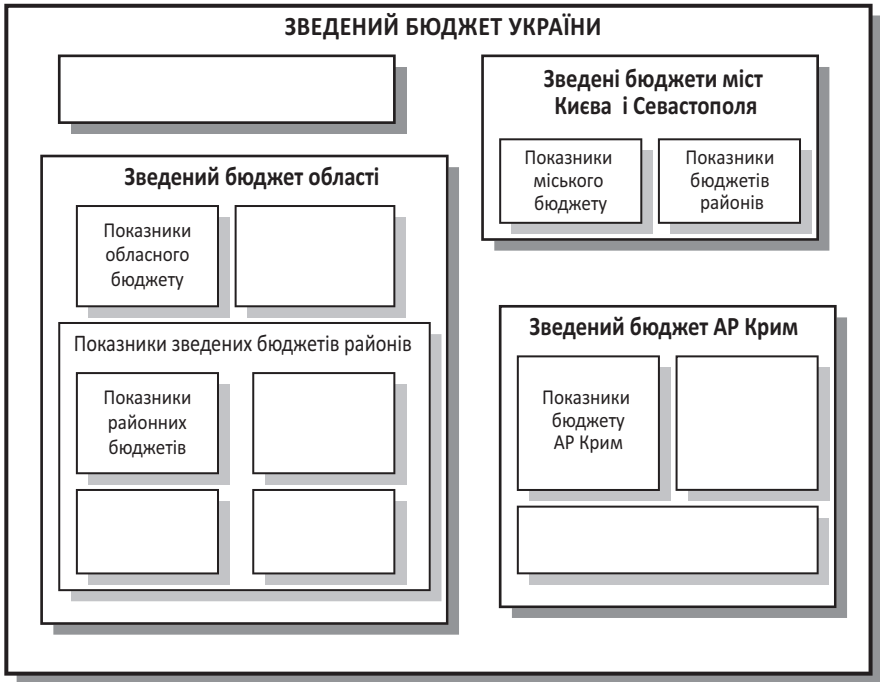 ЗВЕДЕНИЙ БЮДЖЕТ УКРАЇНИ
Зведені бюджети міст
Києва і Севастополя
Показники
міського
бюджету
Показники
бюджетів
районів
Зведений бюджет області
Показники
обласного
бюджету
Показники зведених бюджетів районів
Показники
районних
бюджетів
Зведений бюджет АР Крим
Показники
бюджету
АР Крим